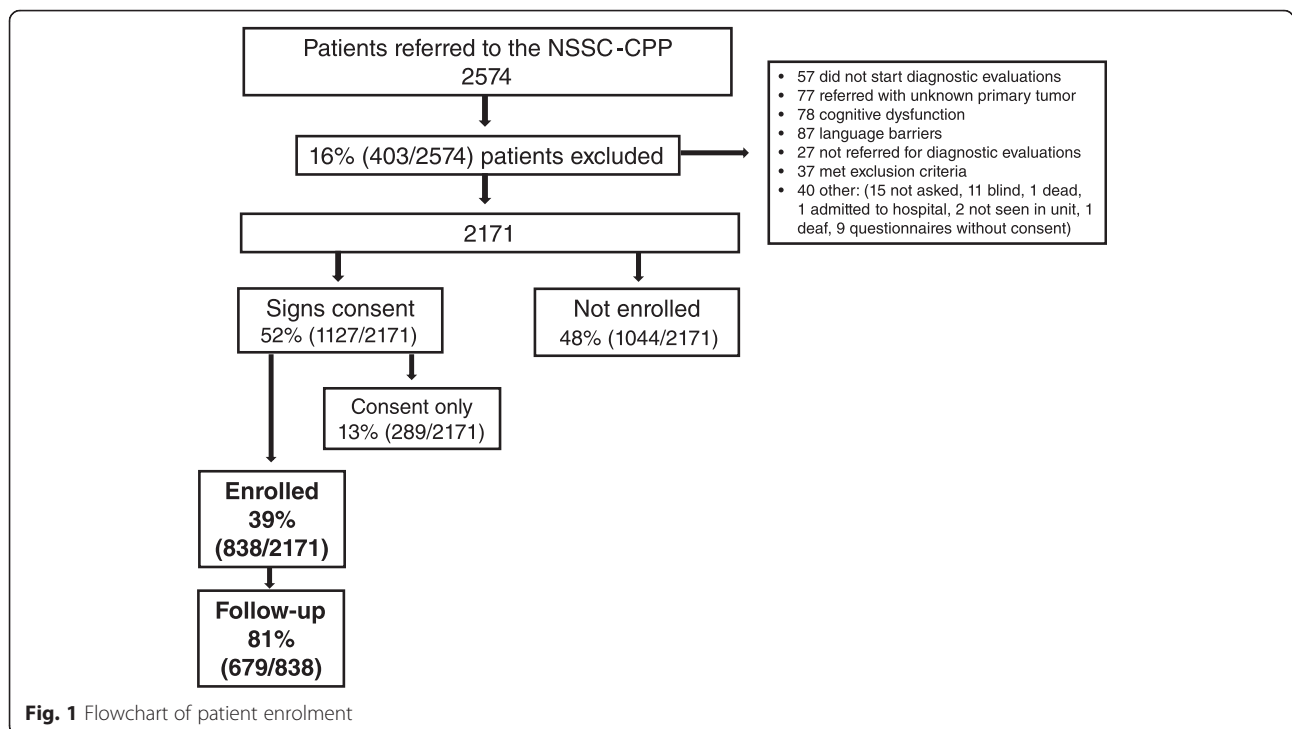 Patients referred to the NSSC-CPP
2574
• 57 did not start diagnostic evaluations
• 77 referred with unknown primary tumor
• 78 cognitive dysfunction
• 87 language barriers
• 27 not referred for diagnostic evaluations
• 37 met exclusion criteria
• 40 other: (15 not asked, 11 blind, 1 dead,
1 admitted to hospital, 2 not seen in unit, 1
deaf, 9 questionnaires without consent)
16% (403/2574) patients excluded
2171
Signs consent
52% (1127/2171)
Not enrolled
48% (1044/2171)
Consent only
13% (289/2171)
Enrolled
39%
(838/2171)
Follow-up
81%
(679/838)
Fig. 1 Flowchart of patient enrolment